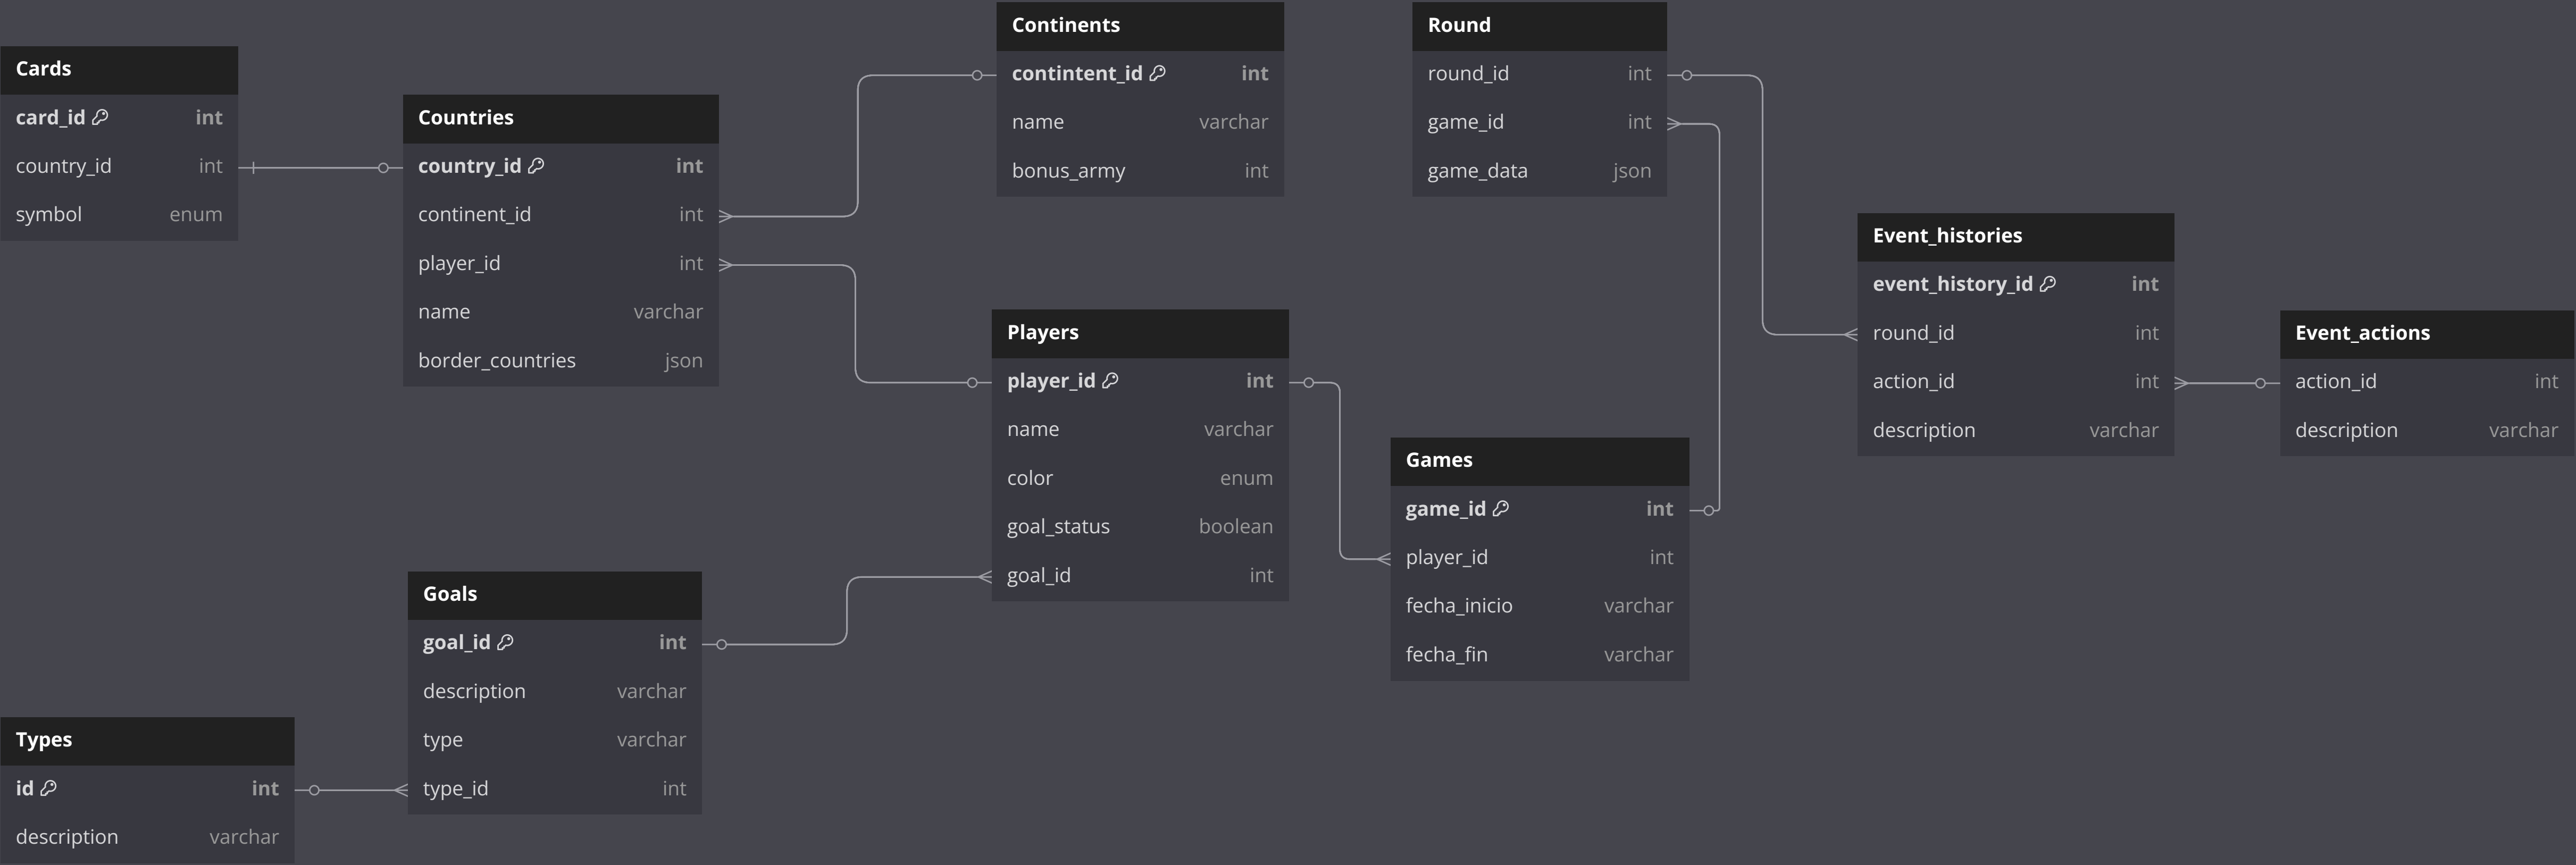 Cards
card_id int
country_id int
symbol enum
Countries
country_id int
continent_id int
player_id int
name varchar
border_countries json
Continents
contintent_id int
name varchar
bonus_army int
Round
round_id int
game_id int
game_data json
Event_histories
event_history_id int
round_id int
action_id int
description varchar
Event_actions
action_id int
description varchar
Players
player_id int
name varchar
color enum
goal_status boolean
goal_id int
Games
game_id int
player_id int
fecha_inicio varchar
fecha_fin varchar
Goals
goal_id int
description varchar
type varchar
type_id int
Types
id int
description varchar